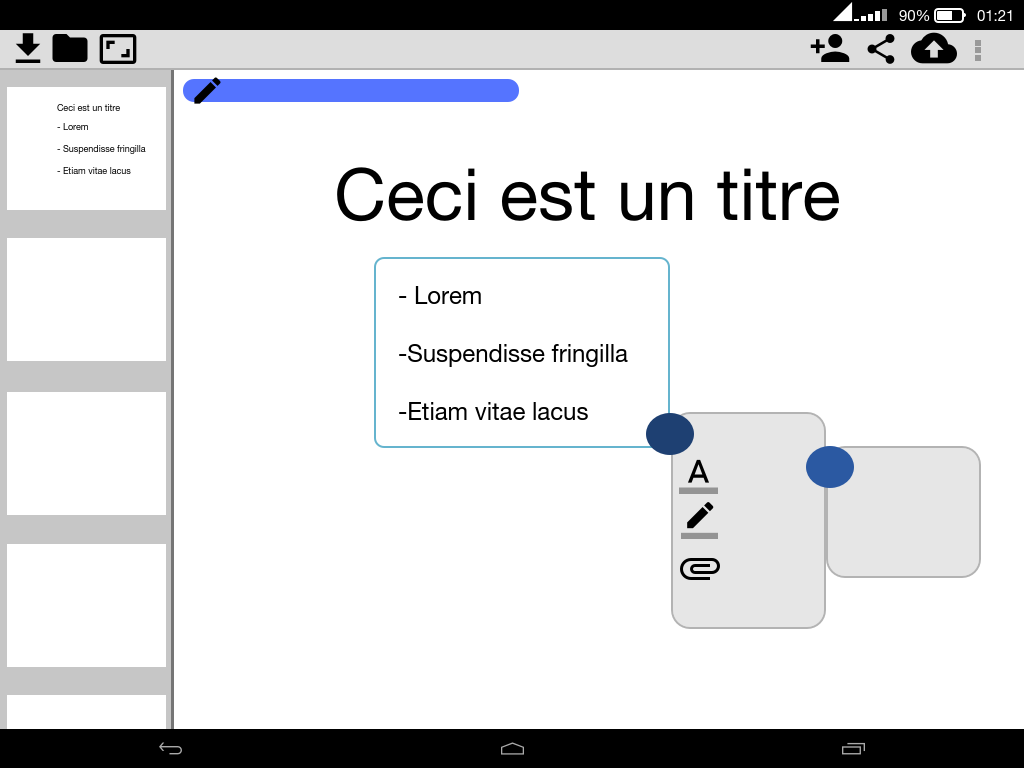 90% 01:21
Ceci est un titre
- Lorem
- Suspendisse fringilla
- Etiam vitae lacus
Ceci est un titre
- Lorem
-Suspendisse fringilla
-Etiam vitae lacus
A